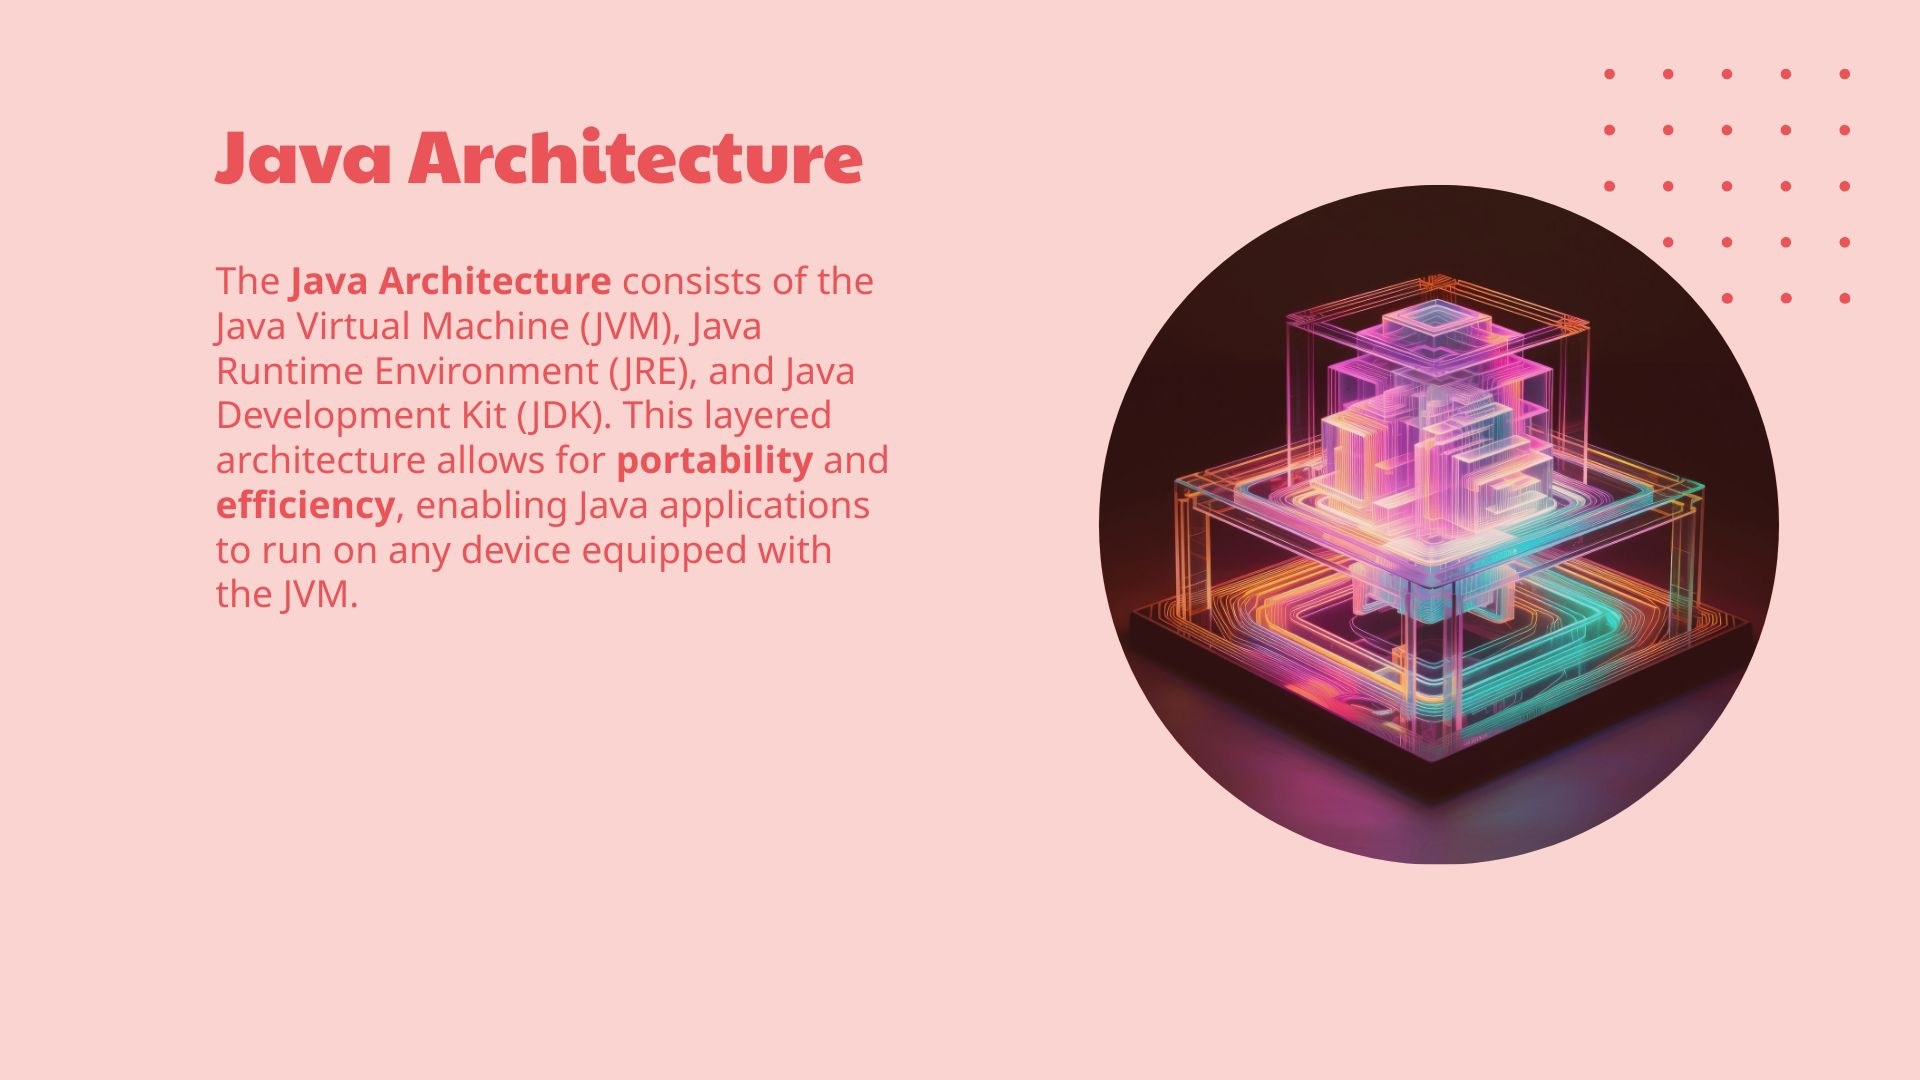 Java Architecture
The Java Architecture consists of the
Java Virtual Machine (JVM), Java
Runtime Environment (JRE), and Java
Development Kit (JDK). This layered
architecture allows for portability and
efficiency, enabling Java applications
to run on any device equipped with
the JVM.